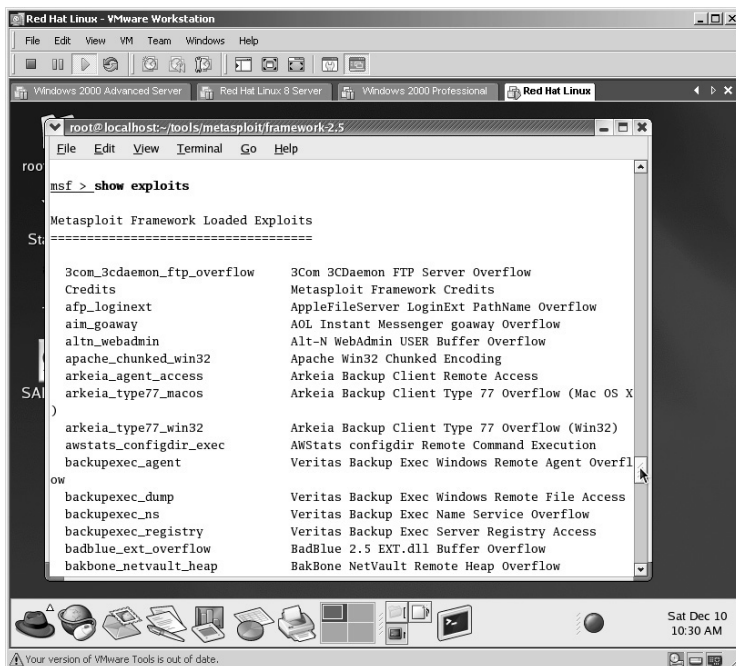 Red Hat Linux - VMware Workstation
File Edit View VM Team Windows Help
Windows 2000 Advanced Server Red Hat Linux 8 Server Windows 2000 Professional Red Hat Linux
root@localhost:~/tools/metasploit/framework-2.5
File Edit View Terminal Go Help
roo
Sta
SAI
msf > show exploits
Metasploit Framework Loaded Exploits
====================================
3com_3cdaemon_ftp_overflow 3Com 3CDaemon FTP Server Overflow
Credits Metasploit Framework Credits
afp_loginext AppleFileServer LoginExt PathName Overflow
aim_goaway AOL Instant Messenger goaway Overflow
altn_webadmin Alt-N WebAdmin USER Buffer Overflow
apache_chunked_win32 Apache Win32 Chunked Encoding
arkeia_agent_access Arkeia Backup Client Remote Access
arkeia_type77_macos Arkeia Backup Client Type 77 Overflow (Mac OS X
)
arkeia_type77_win32 Arkeia Backup Client Type 77 Overflow (Win32)
awstats_configdir_exec AWStats configdir Remote Command Execution
backupexec_agent Veritas Backup Exec Windows Remote Agent Overfl
ow
backupexec_dump Veritas Backup Exec Windows Remote File Access
backupexec_ns Veritas Backup Exec Name Service Overflow
backupexec_registry Veritas Backup Exec Server Registry Access
badblue_ext_overflow BadBlue 2.5 EXT.dll Buffer Overflow
bakbone_netvault_heap BakBone NetVault Remote Heap Overflow
Sat Dec 10
10:30 AM
Your version of VMware Tools is out of date.